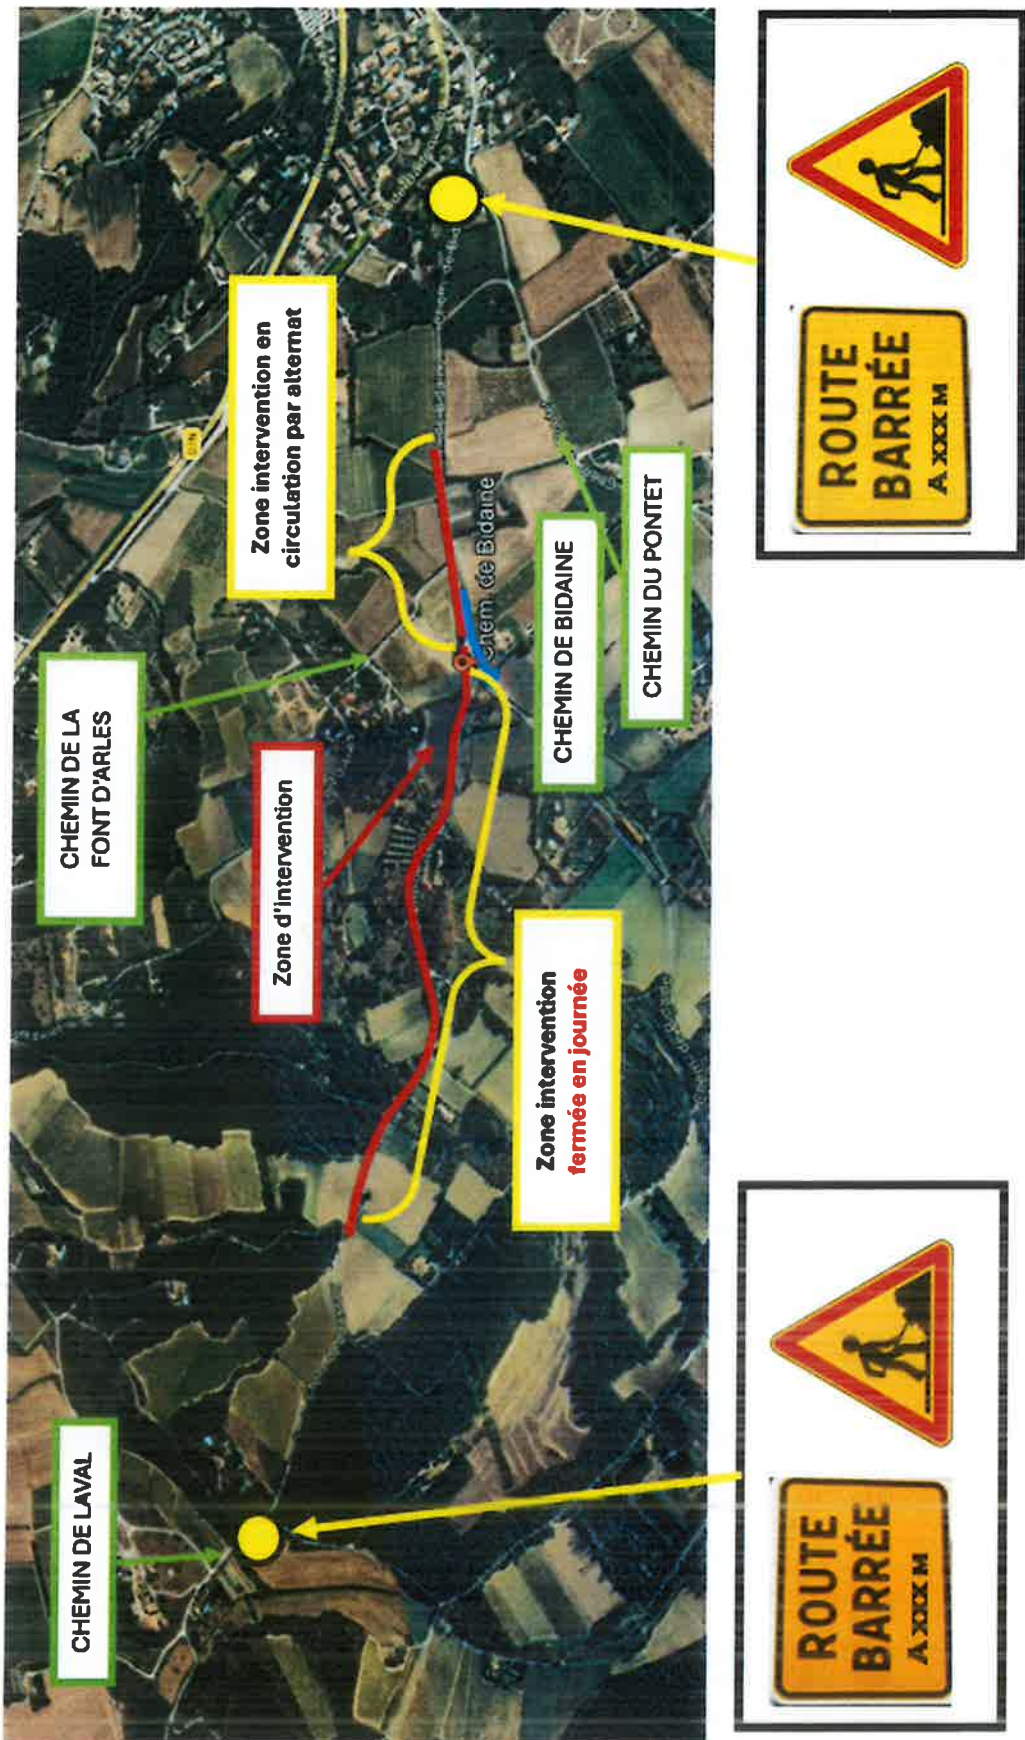 CHEMIN DE LAVAL
CHEMIN DE LA
FONT D'ARLES
Zone intervention en
circulation par alternat
Zone d'intervention
Chem. de Bidaine
Zone intervention
fermée en journée
CHEMIN DE BIDAINE
CHEMIN DU PONTET
ROUTE
BARRÉE
A XXX M
ROUTE
BARRÉE
A XXX M